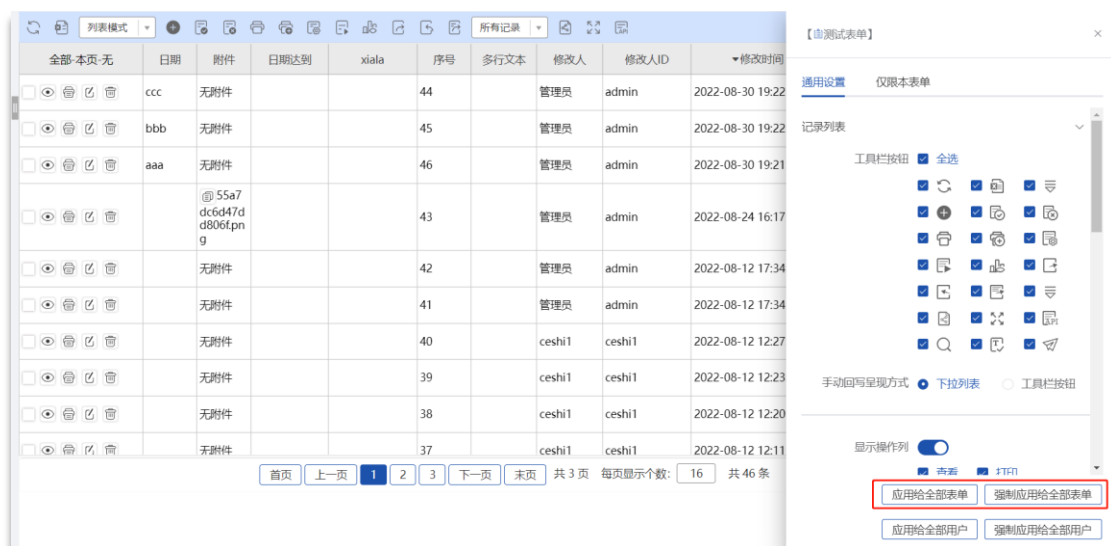 列表模式 所有记录
全部-本页-无 日期 附件 日期达到 xiala 序号 多行文本 修改人 修改人ID 修改时间
ccc 无附件 44 管理员 admin 2022-08-30 19:22
bbb 无附件 45 管理员 admin 2022-08-30 19:22
aaa 无附件 46 管理员 admin 2022-08-30 19:21
55a7
dc6d47d
d806f.pn
g
43 管理员 admin 2022-08-24 16:17
无附件 42 管理员 admin 2022-08-12 17:34
无附件 41 管理员 admin 2022-08-12 17:34
无附件 40 ceshi1 ceshi1 2022-08-12 12:27
无附件 39 ceshi1 ceshi1 2022-08-12 12:23
无附件 38 ceshi1 ceshi1 2022-08-12 12:20
无附件 37 ceshi1 ceshi1 2022-08-12 12:11
首页 上一页 1 2 3 下一页 末页 共 3 页 每页显示个数: 16 共 46 条
测试表单】
通用设置 仅限本表单
记录列表
工具栏按钮 全选
API
手动回写呈现方式 下拉列表 工具栏按钮
显示操作列
查看 打印
应用给全部表单 强制应用给全部表单
应用给全部用户 强制应用给全部用户